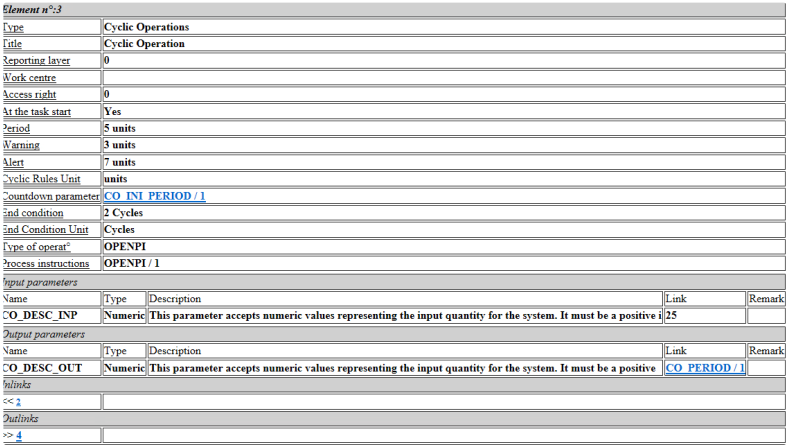 Element n°:3
Type Cyclic Operations
Title Cyclic Operation
Reporting layer 0
Work centre
Access right 0
At the task start Yes
Period 5 units
Warning 3 units
Alert 7 units
Cyclic Rules Unit units
Countdown parameter CO_INI_PERIOD / 1
End condition 2 Cycles
End Condition Unit Cycles
Type of operat° OPENPI
Process instructions OPENPI / 1
Input parameters
Name Type Description Link Remark
CO_DESC_INP Numeric This parameter accepts numeric values representing the input quantity for the system. It must be a positive i 25
Output parameters
Name Type Description Link Remark
CO_DESC_OUT Numeric This parameter accepts numeric values representing the input quantity for the system. It must be a positive CO_PERIOD / 1
Inlinks
<< 2
Outlinks
>> 4